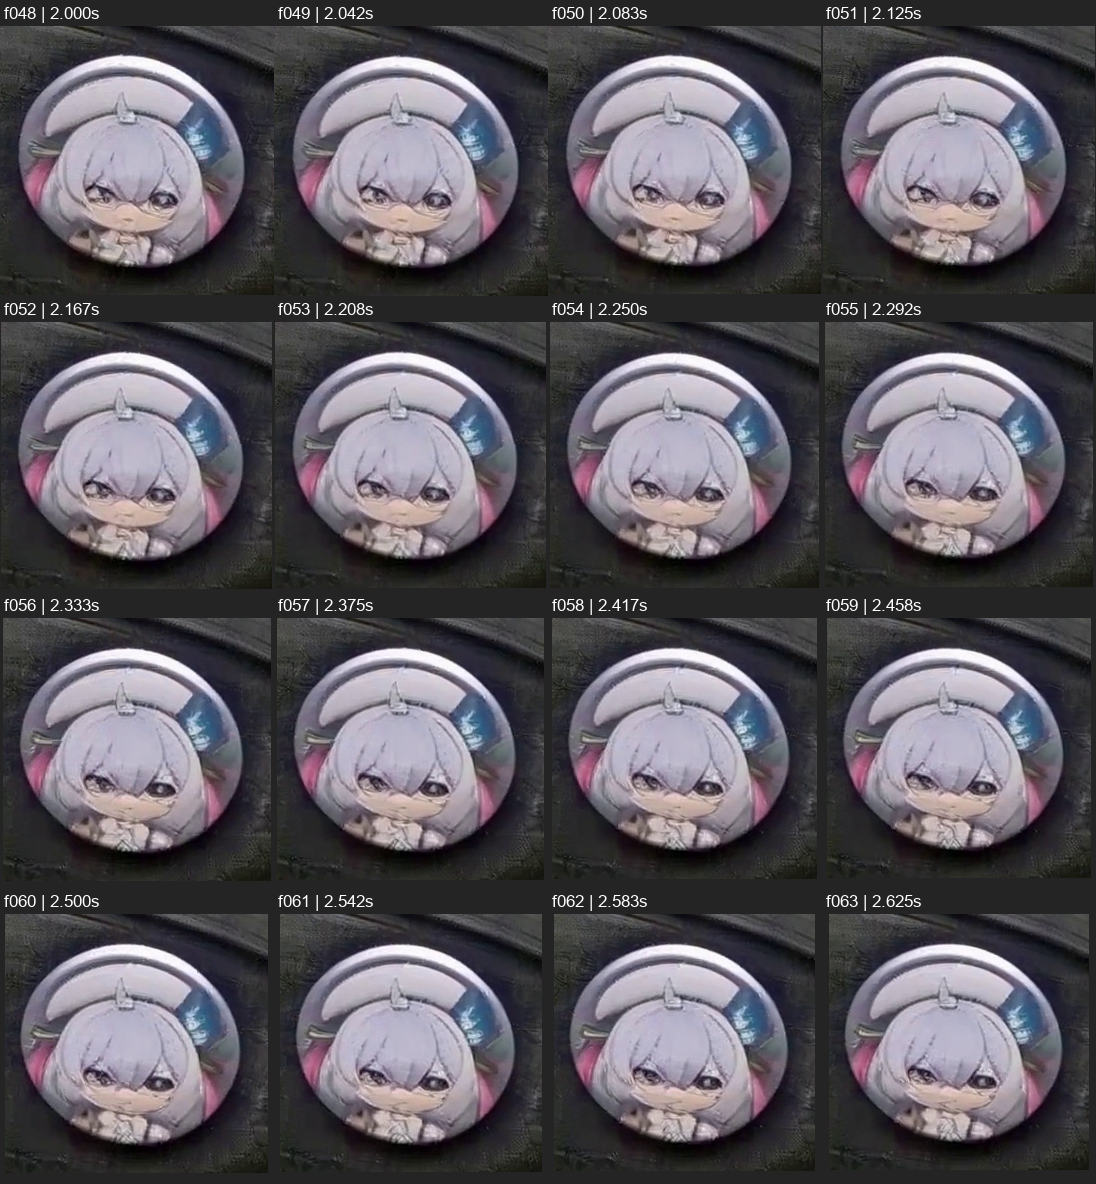 f048 | 2.000s
f049 | 2.042s
f050 | 2.083s
f051 | 2.125s
f052 | 2.167s
f053 | 2.208s
f054 | 2.250s
f055 | 2.292s
f056 | 2.333s
f057 | 2.375s
f058 | 2.417s
f059 | 2.458s
f060 | 2.500s
f061 | 2.542s
f062 | 2.583s
f063 | 2.625s